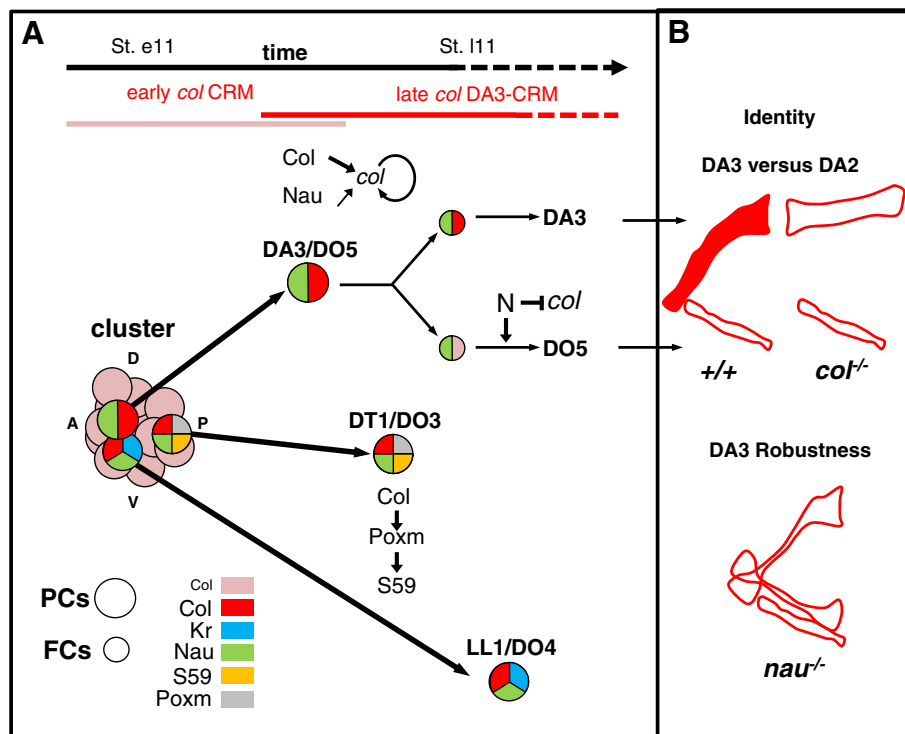 A
St. e11
time
St. l11
early col CRM
late col DA3-CRM
Col
col
Nau
DA3/DO5
DA3
N
col
DO5
cluster
D
A
P
V
DT1/DO3
Col
Poxm
S59
LL1/DO4
PCs
FCs
Col
Col
Kr
Nau
S59
Poxm
B
Identity
DA3 versus DA2
+/+
col-/-
DA3 Robustness
nau-/-